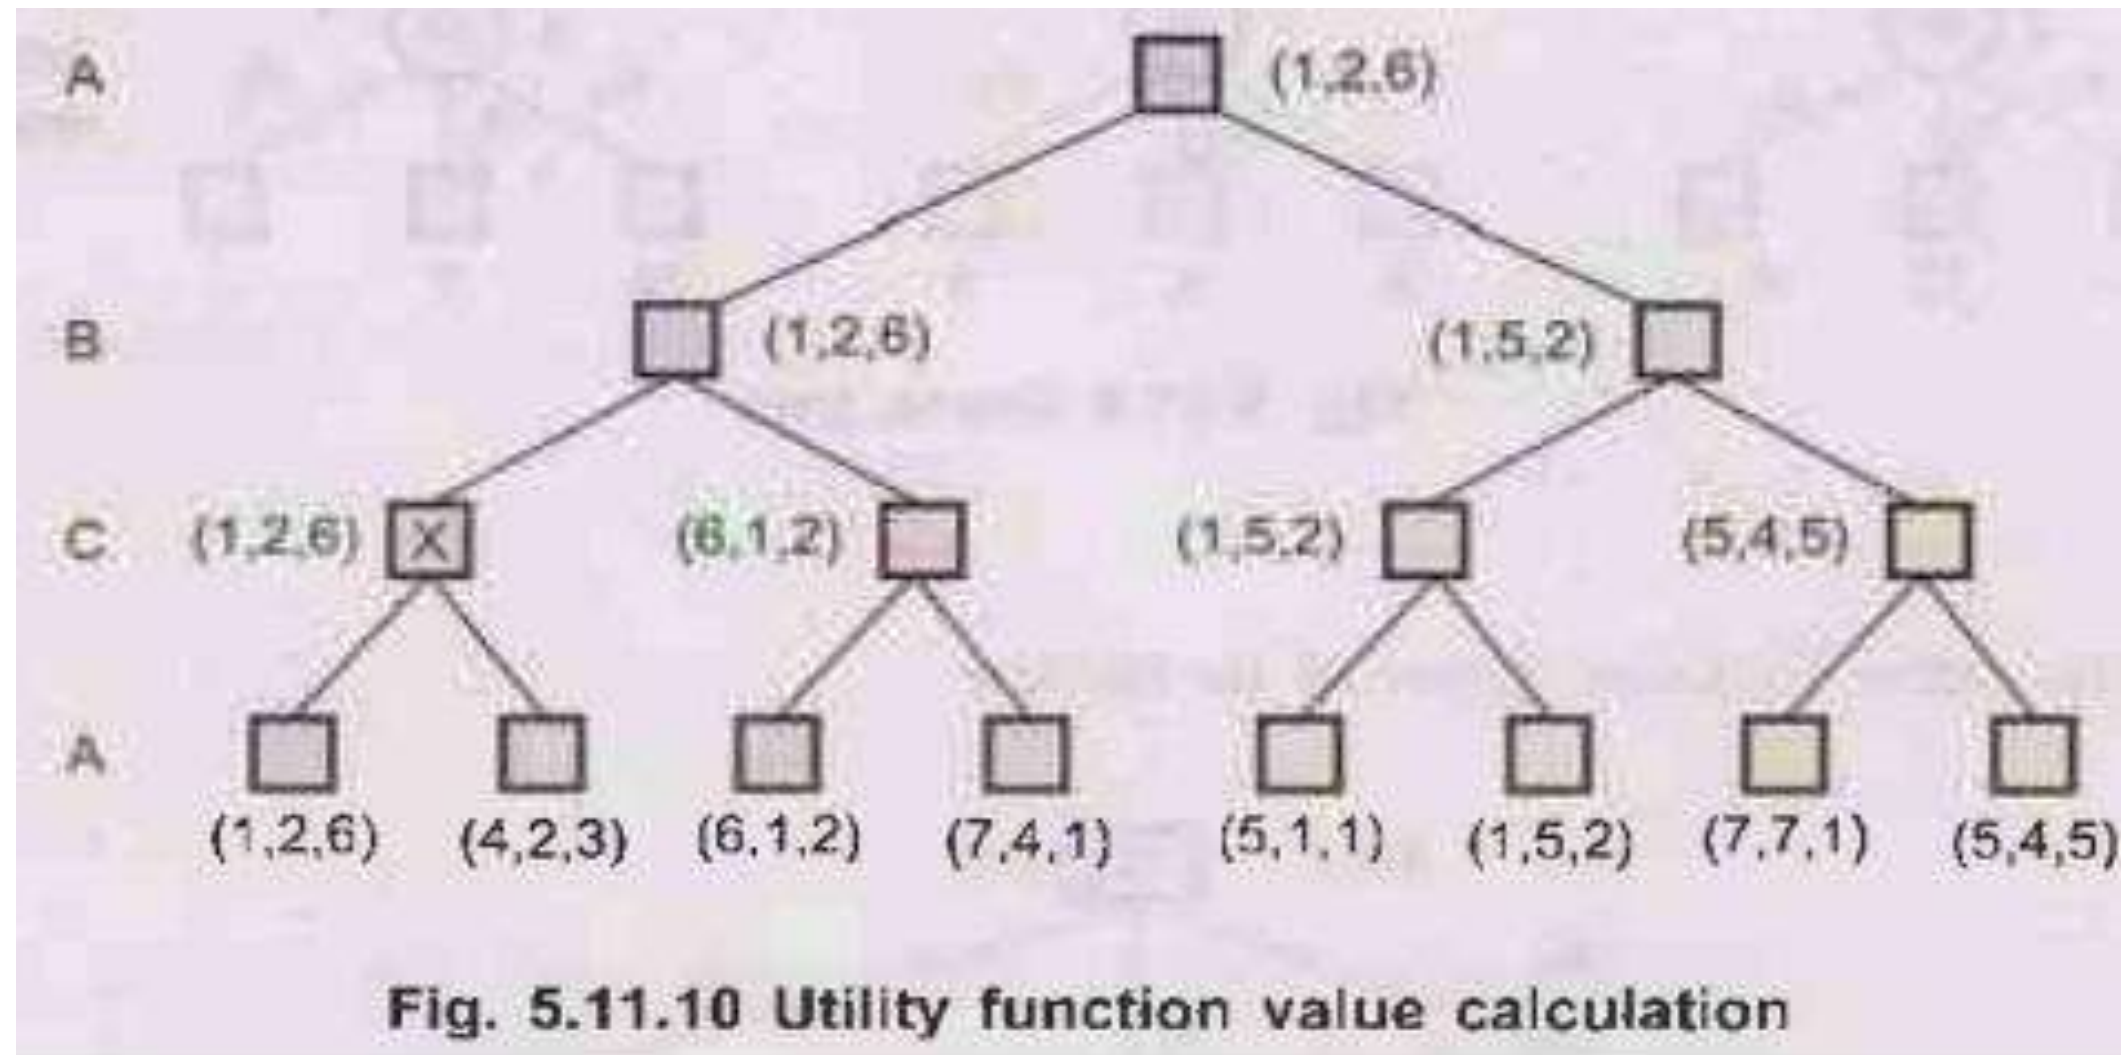 A (1,2,6)
B (1,2,6) (1,5,2)
C (1,2,6) X (6,1,2) (1,5,2) (5,4,5)
A
(1,2,6) (4,2,3) (6,1,2) (7,4,1) (5,1,1) (1,5,2) (7,7,1) (5,4,5)
Fig. 5.11.10 Utility function value calculation